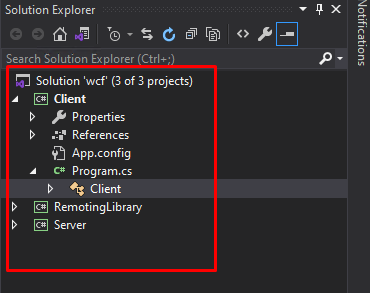 Solution Explorer
Search Solution Explorer (Ctrl+;)
Solution 'wcf' (3 of 3 projects)
C# Client
Properties
References
App.config
C# Program.cs
Client
C# RemotingLibrary
C# Server
Notifications